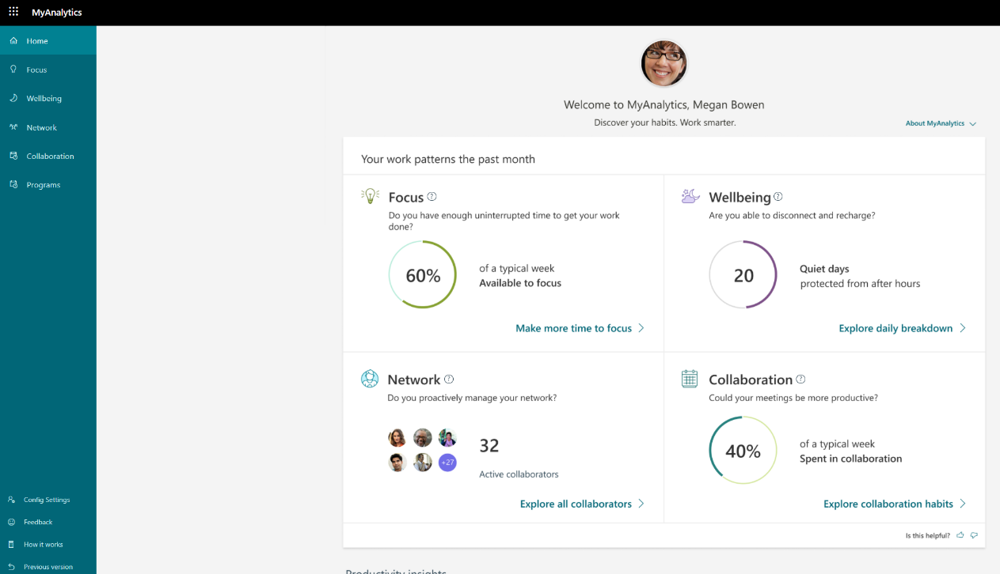 MyAnalytics
Home
Focus
Wellbeing
Network
Collaboration
Programs
Config Settings
Feedback
How it works
Previous version
Welcome to MyAnalytics, Megan Bowen
Discover your habits. Work smarter.
About MyAnalytics
Your work patterns the past month
Focus
Do you have enough uninterrupted time to get your work
done?
60%
of a typical week
Available to focus
Make more time to focus
Wellbeing
Are you able to disconnect and recharge?
20
Quiet days
protected from after hours
Explore daily breakdown
Network
Do you proactively manage your network?
+27
32
Active collaborators
Explore all collaborators
Collaboration
Could your meetings be more productive?
40%
of a typical week
Spent in collaboration
Explore collaboration habits
Is this helpful?
Productivity insights